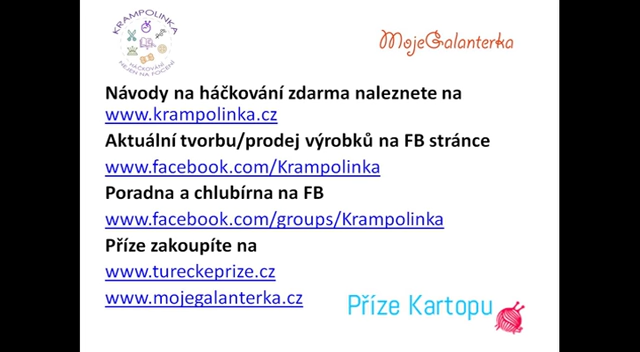 KRAMPOLINKA
HÁČKOVÁNÍ
NEJEN NA POČENÍ
MojeGalanterka
Návody na háčkování zdarma naleznete na
www.krampolinka.cz
Aktuální tvorbu/prodej výrobků na FB stránce
www.facebook.com/Krampolinka
Poradna a chlubírna na FB
www.facebook.com/groups/Krampolinka
Příze zakoupíte na
www.tureckeprize.cz
www.mojegalanterka.cz
Příze Kartopu